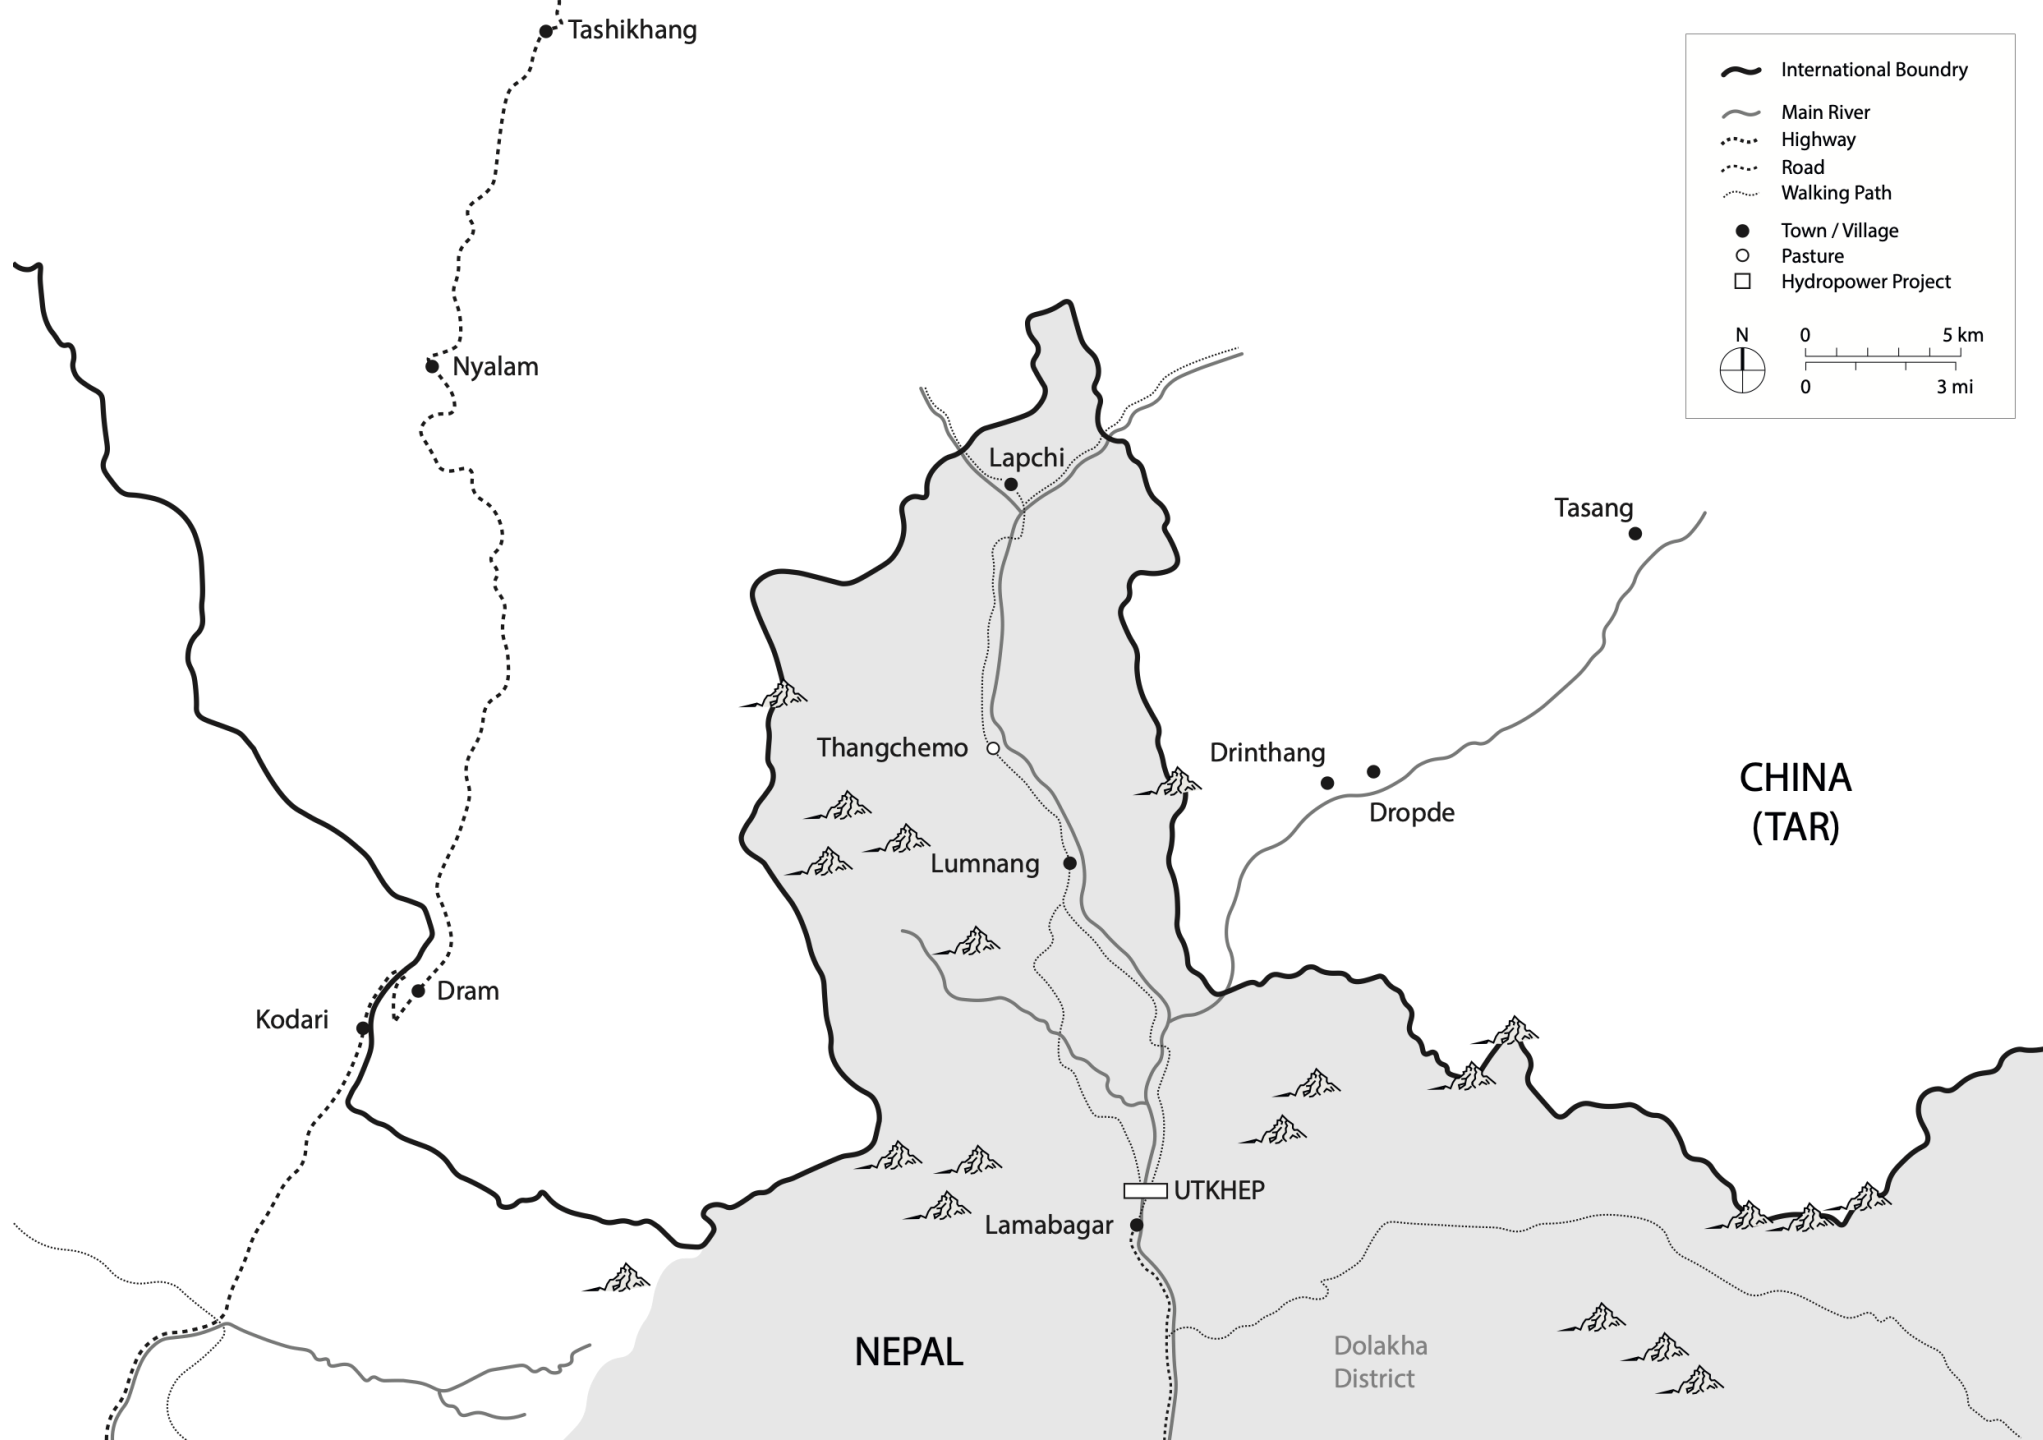 Tashikhang
International Boundry
Main River
Highway
Road
Walking Path
Town / Village
Pasture
Hydropower Project
N
0 5 km
0 3 mi
Nyalam
Lapchi
Tasang
Thangchemo
Drinthang
Dropde
CHINA
(TAR)
Lumnang
Dram
Kodari
UTKHEP
Lamabagar
NEPAL
Dolakha
District